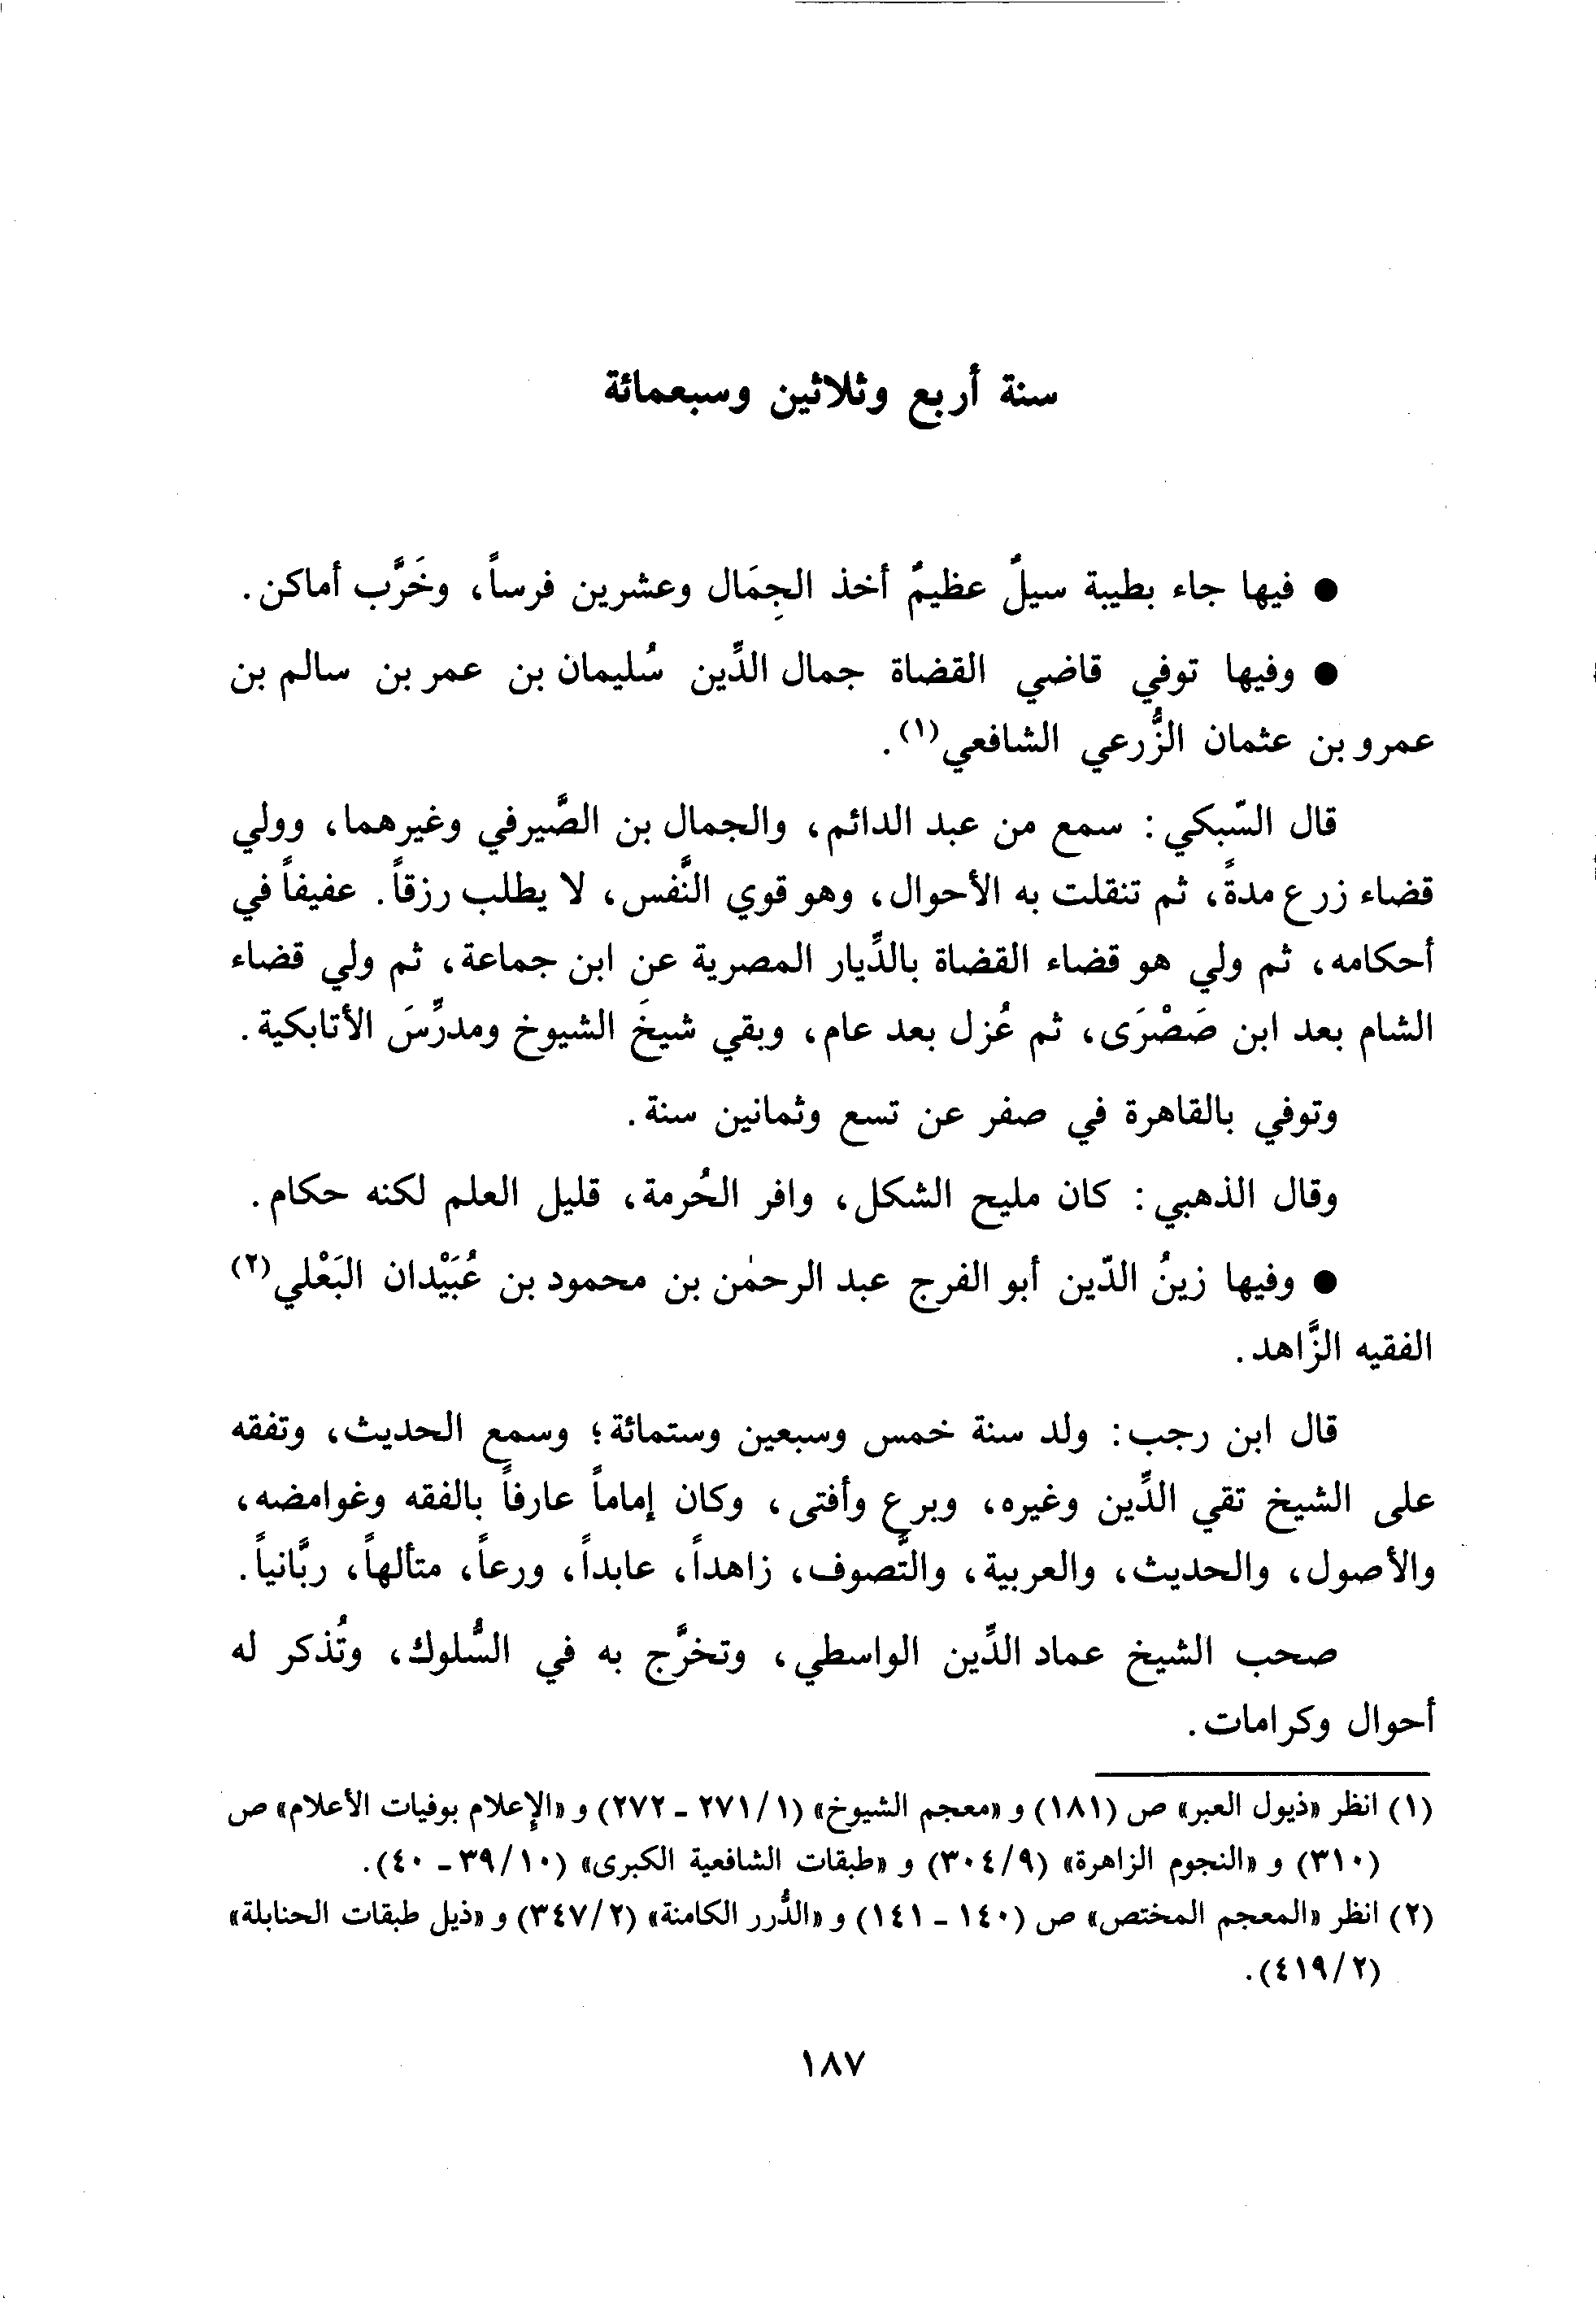 سنة أربع وثلاثين وسبعمائة
● فيها جاء بطيبة سيلٌ عظيمٌ أخذ الجِمَال وعشرين فرساً، وخَرَّب أماكن.
● وفيها توفي قاضي القضاة جمال الدِّين سُليمان بن عمر بن سالم بن
عمرو بن عثمان الزُّرعي الشافعي(١).
قال السّبكي: سمع من عبد الدائم، والجمال بن الصَّيرفي وغيرهما، وولي
قضاء زرع مدةً، ثم تنقلت به الأحوال، وهو قوي النَّفس، لا يطلب رزقاً. عفيفاً في
أحكامه، ثم ولي هو قضاء القضاة بالدِّيار المصرية عن ابن جماعة، ثم ولي قضاء
الشام بعد ابن صَصْرَى، ثم عُزل بعد عام، وبقي شيخَ الشيوخ ومدرِّسَ الأتابكية.
وتوفي بالقاهرة في صفر عن تسع وثمانين سنة.
وقال الذهبي: كان مليح الشكل، وافر الحُرمة، قليل العلم لكنه حكام.
● وفيها زينُ الدّين أبو الفرج عبد الرحمٰن بن محمود بن عُبَيْدان البَعْلي(٢)
الفقيه الزَّاهد.
قال ابن رجب: ولد سنة خمس وسبعين وستمائة؛ وسمع الحديث، وتفقه
على الشيخ تقي الدِّين وغيره، وبرع وأفتى، وكان إماماً عارفاً بالفقه وغوامضه،
والأصول، والحديث، والعربية، والتَّصوف، زاهداً، عابداً، ورعاً، متألهاً، ربَّانياً.
صحب الشيخ عماد الدِّين الواسطي، وتخرَّج به في السُّلوك، وتُذكر له
أحوال وكرامات.
(١) انظر «ذيول العبر» ص (١٨١) و «معجم الشيوخ» (١/ ٢٧١ - ٢٧٢) و «الإعلام بوفيات الأعلام» ص
(٣١٠) و «النجوم الزاهرة» (٩/ ٣٠٤) و «طبقات الشافعية الكبرى» (١٠/ ٣٩ - ٤٠).
(٢) انظر «المعجم المختص» ص (١٤٠ - ١٤١) و «الدُّرر الكامنة» (٢/ ٣٤٧) و «ذيل طبقات الحنابلة»
(٢/ ٤١٩).
١٨٧